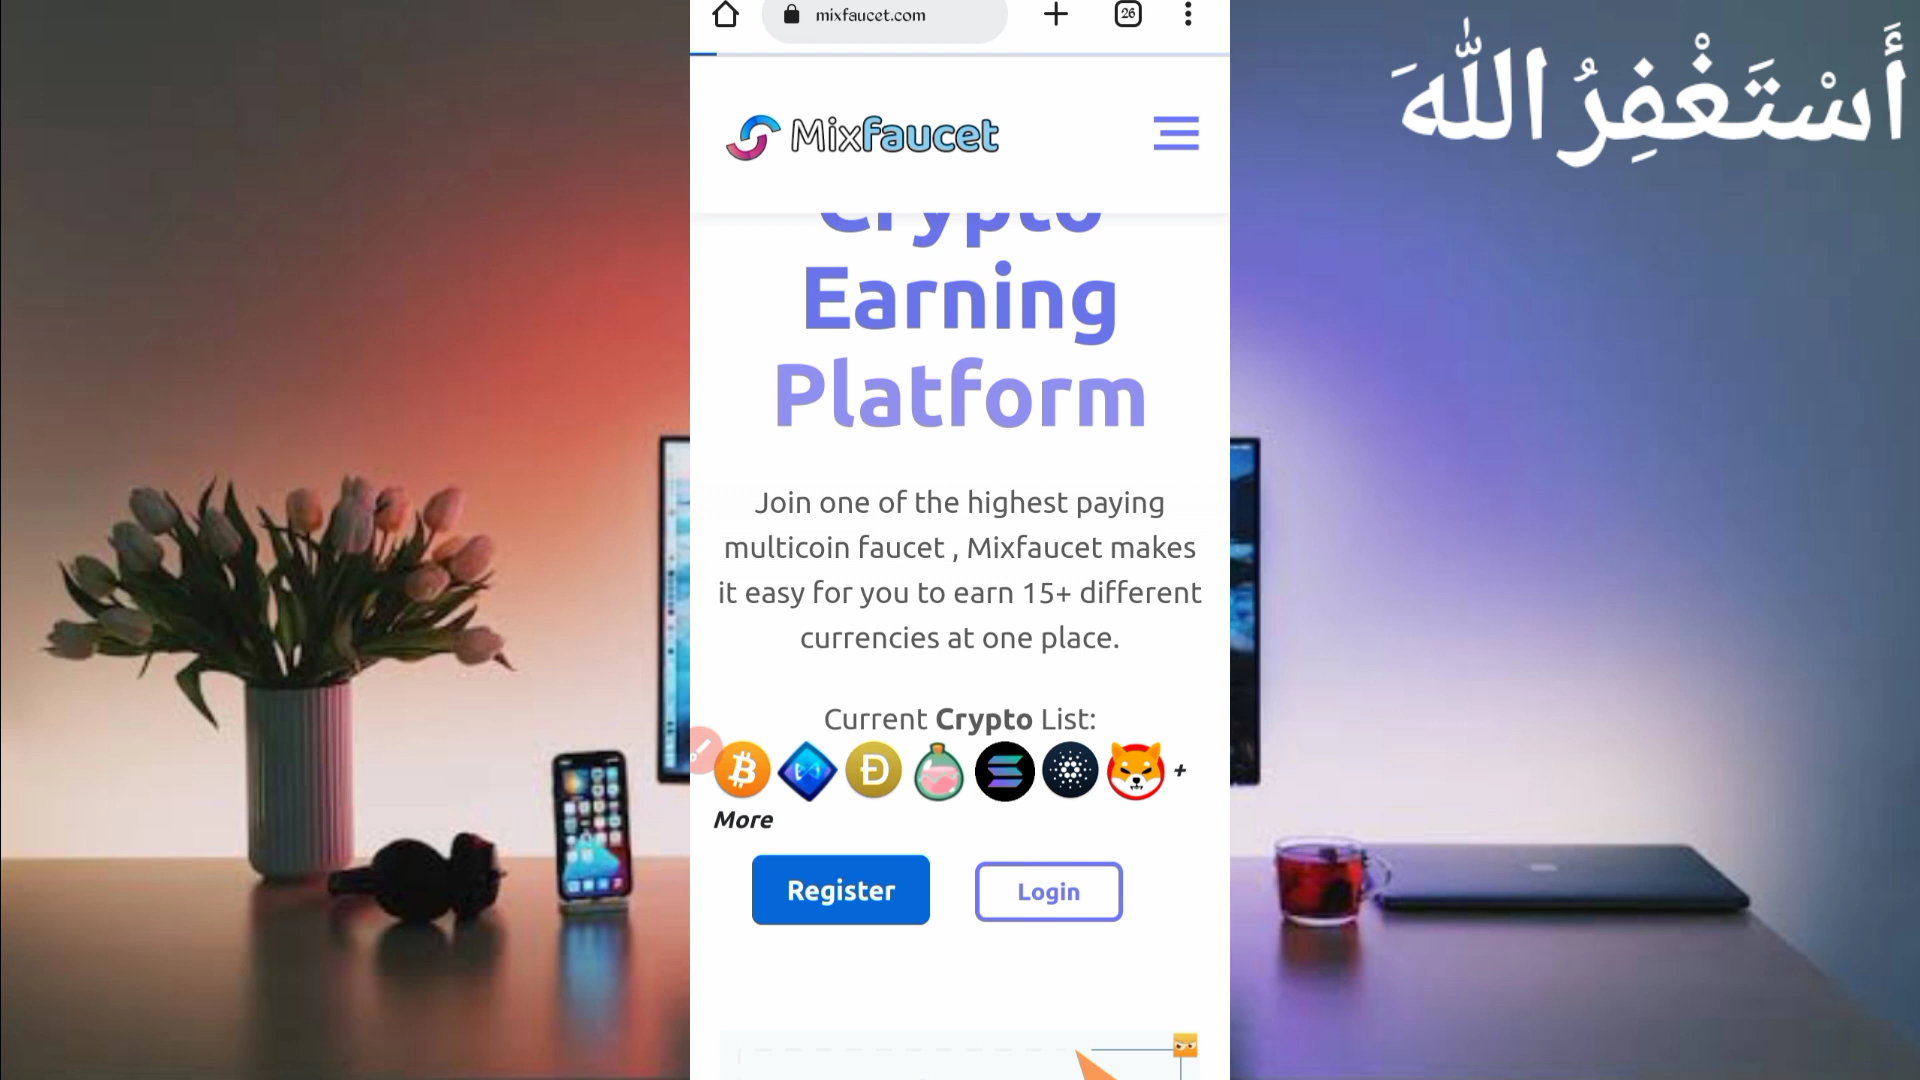 mixfaucet.com
26
Mixfaucet
أَسْتَغْفِرُ اللّٰهَ
Crypto
Earning
Platform
Join one of the highest paying
multicoin faucet , Mixfaucet makes
it easy for you to earn 15+ different
currencies at one place.
Current Crypto List:
+
More
Register
Login